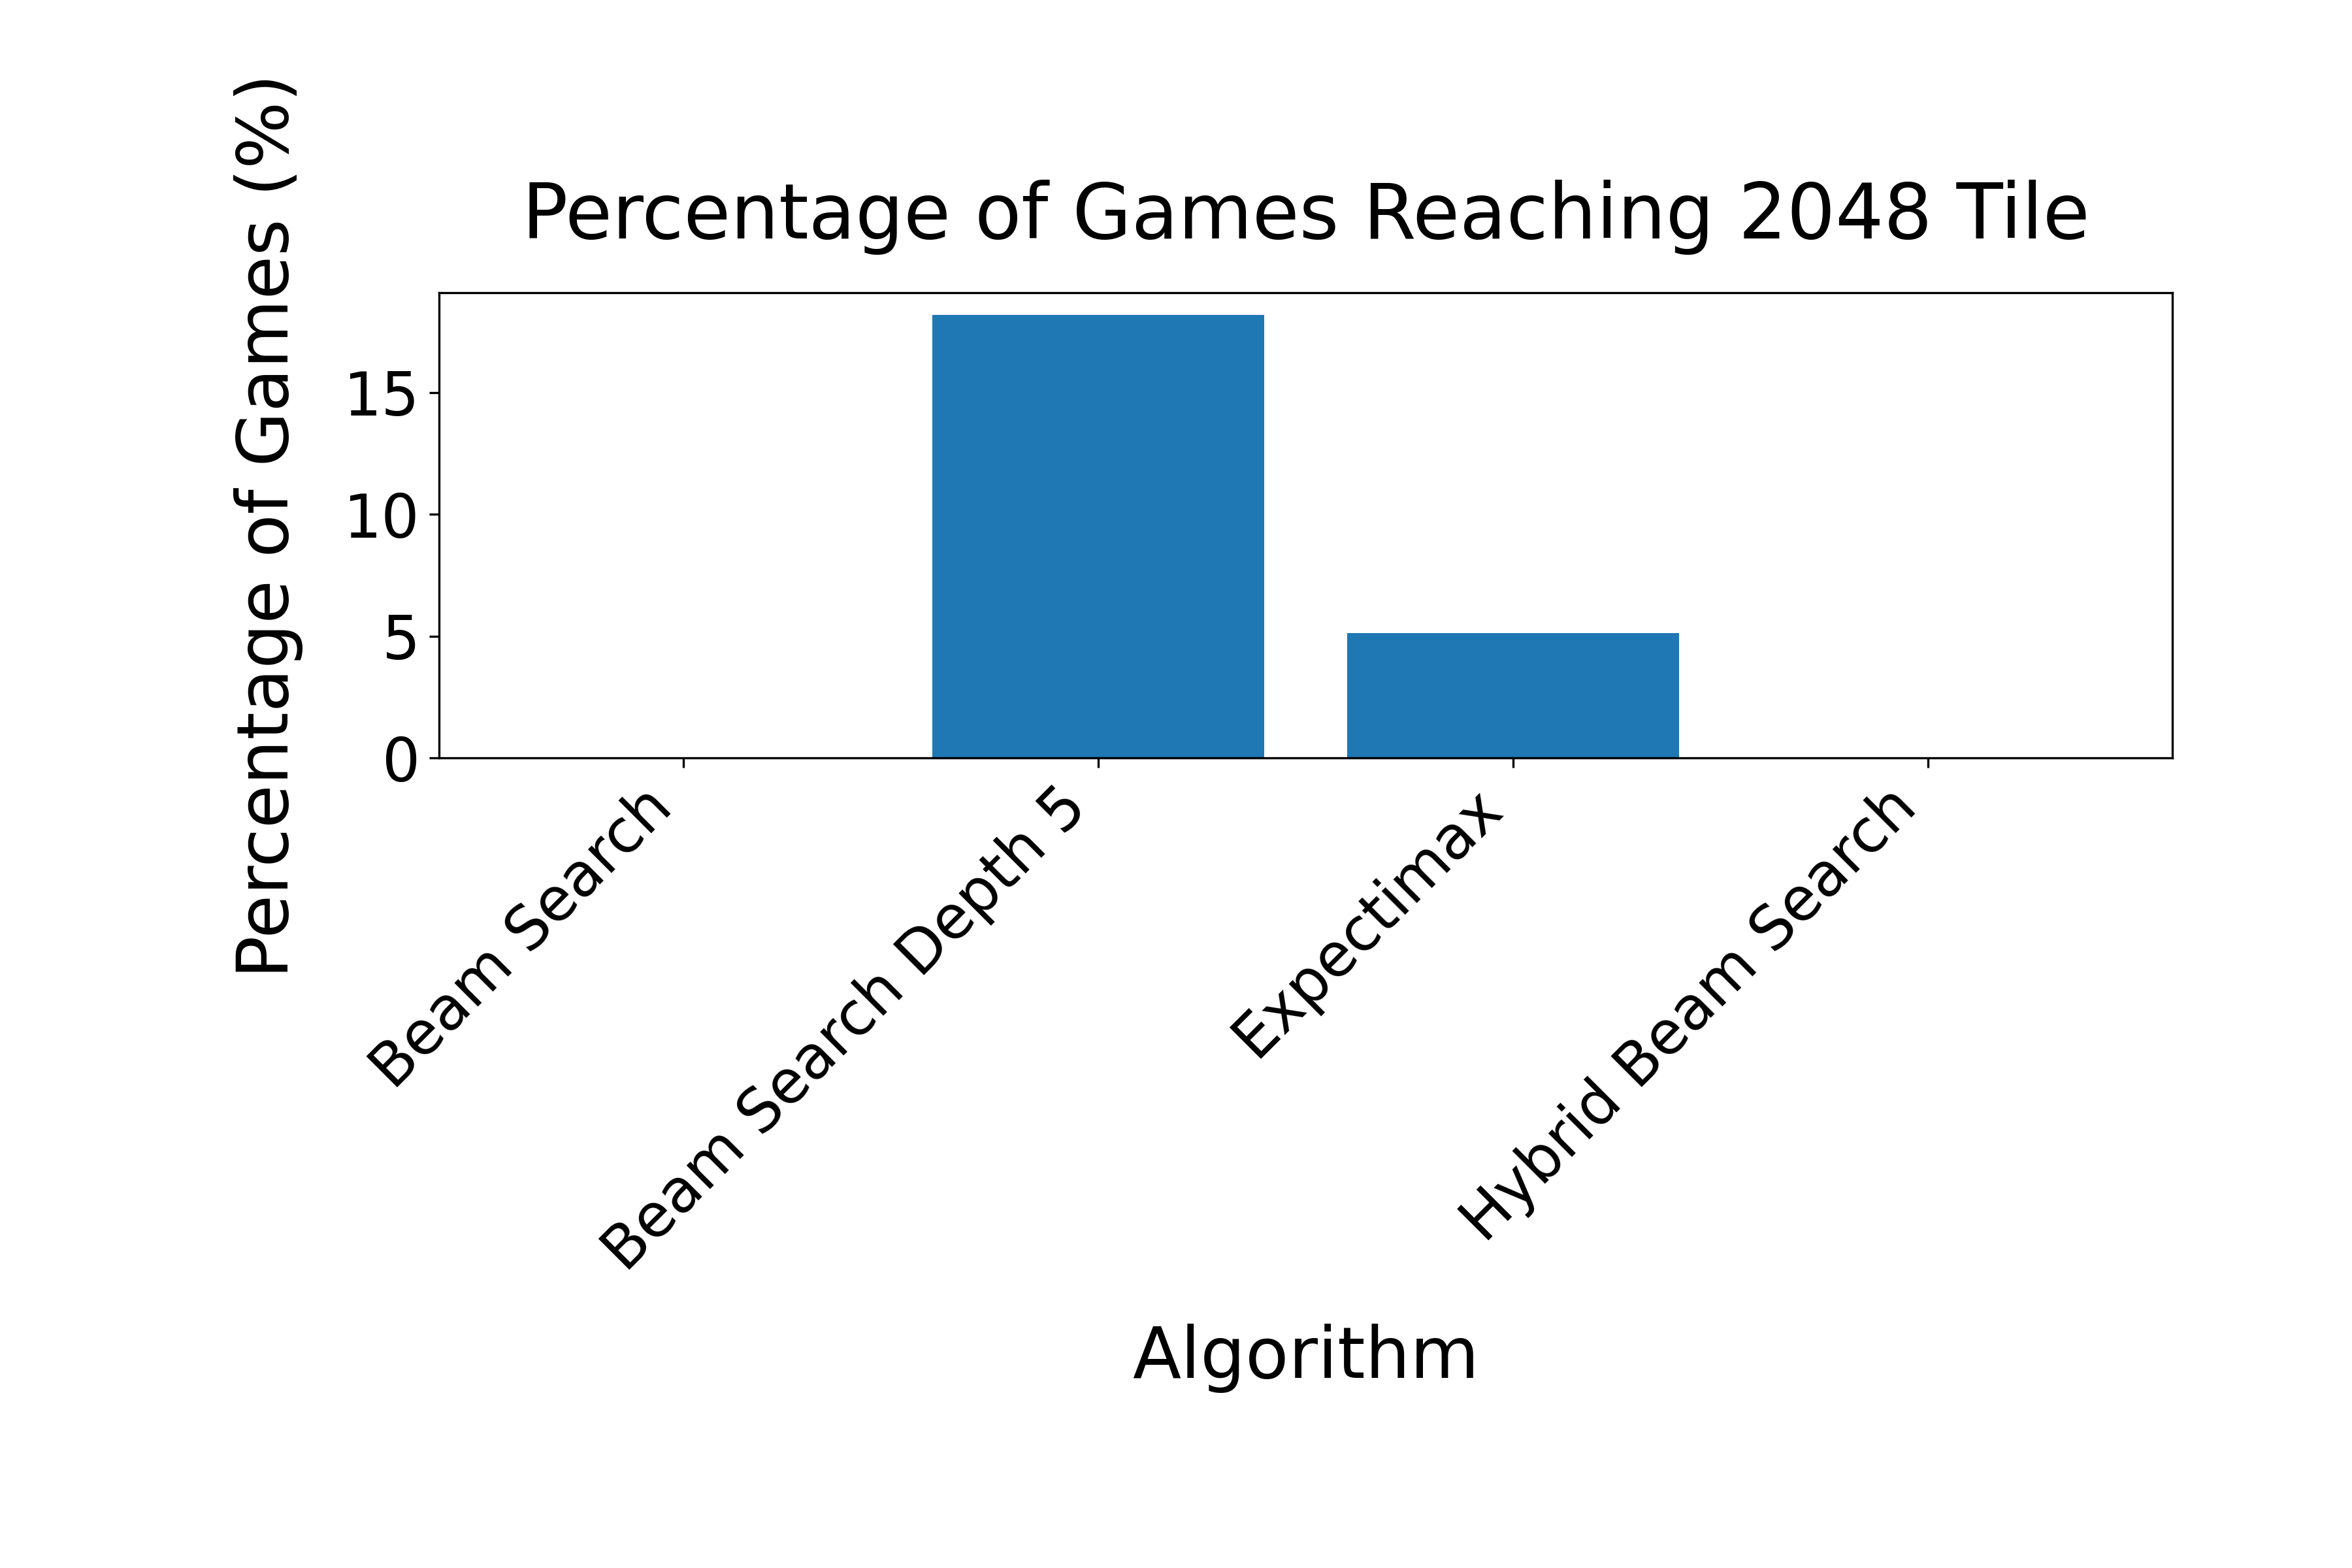 Percentage of Games Reaching 2048 Tile
Percentage of Games (%)
15
10
5
0
Beam Search
Beam Search Depth 5
Expectimax
Hybrid Beam Search
Algorithm